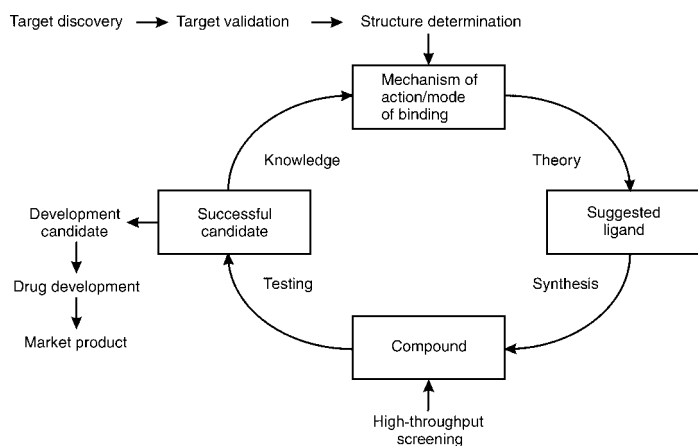 Target discovery
Target validation
Structure determination
Mechanism of
action/mode
of binding
Knowledge
Theory
Development
candidate
Successful
candidate
Suggested
ligand
Drug development
Testing
Synthesis
Market product
Compound
High-throughput
screening